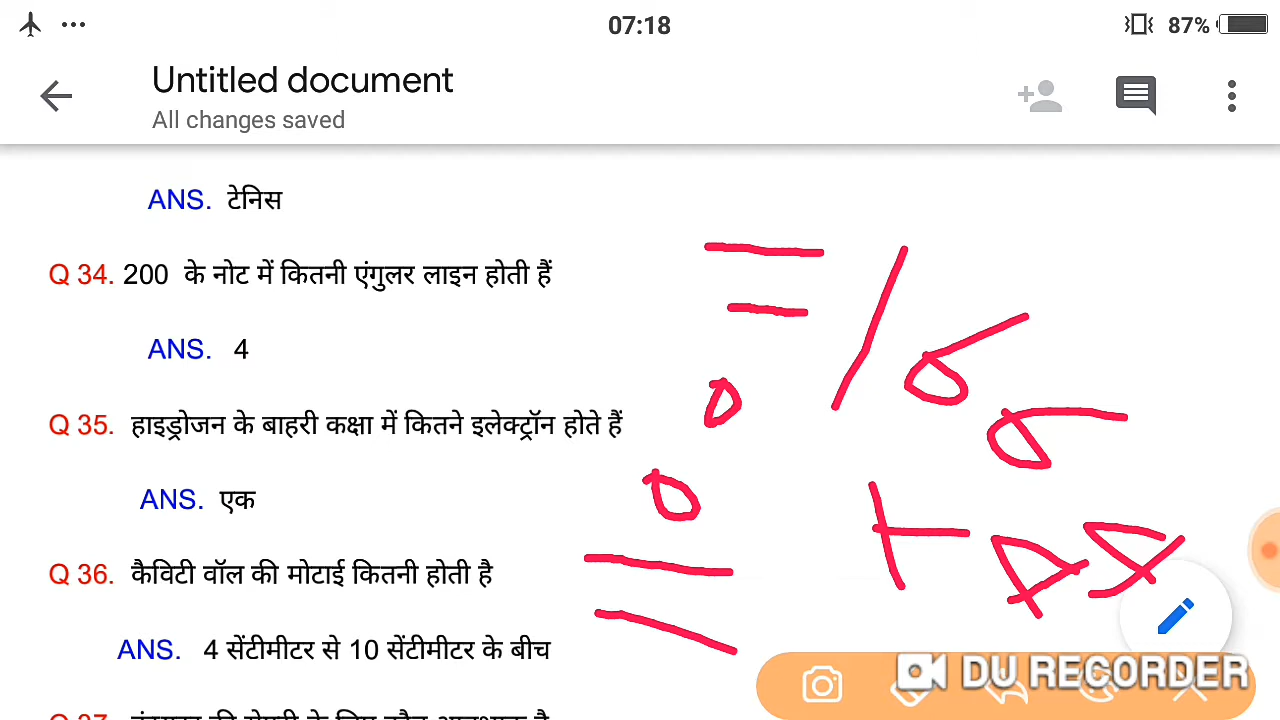 07:18
87%
Untitled document
All changes saved
ANS. टेनिस
Q 34. 200 के नोट में कितनी एंगुलर लाइन होती हैं
ANS. 4
Q 35. हाइड्रोजन के बाहरी कक्षा में कितने इलेक्ट्रॉन होते हैं
ANS. एक
Q 36. कैविटी वॉल की मोटाई कितनी होती है
ANS. 4 सेंटीमीटर से 10 सेंटीमीटर के बीच
DU RECORDER